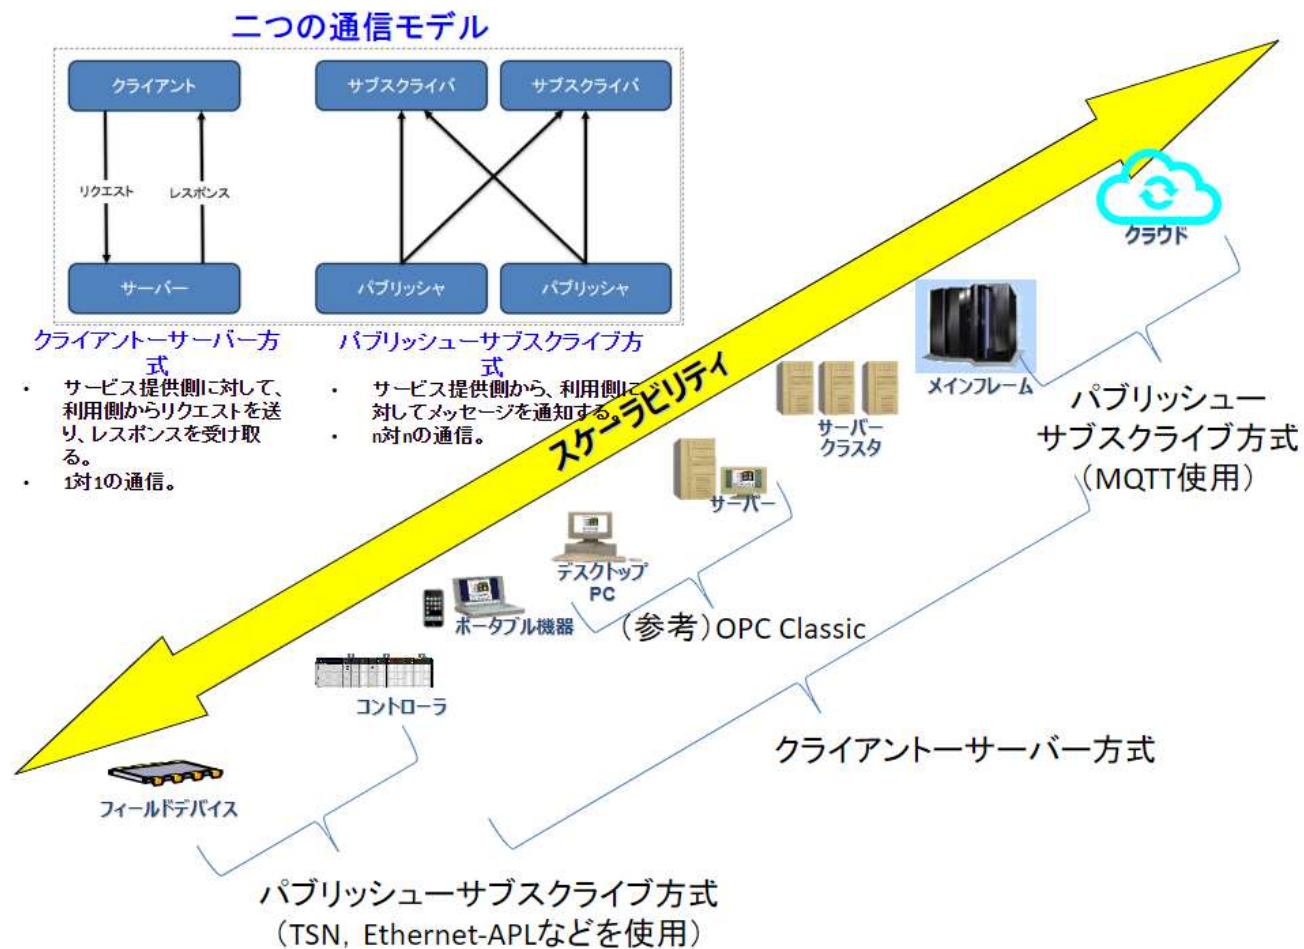 二つの通信モデル
クライアント
サブスクライバ
サブスクライバ
リクエスト
レスポンス
サーバー
パブリッシャ
パブリッシャ
クライアントーサーバー方
式
・ サービス提供側に対して、
利用側からリクエストを送
り、レスポンスを受け取
る。
・ 1対1の通信。
パブリッシューサブスクライブ方
式
・ サービス提供側から、利用側に
対してメッセージを通知する。
・ n対nの通信。
スケーラビリティ
クラウド
メインフレーム
サーバー
クラスタ
サーバー
デスクトップ
PC
ポータブル機器
コントローラ
フィールドデバイス
パブリッシュー
サブスクライブ方式
（MQTT使用）
（参考）OPC Classic
クライアントーサーバー方式
パブリッシューサブスクライブ方式
（TSN, Ethernet-APLなどを使用）